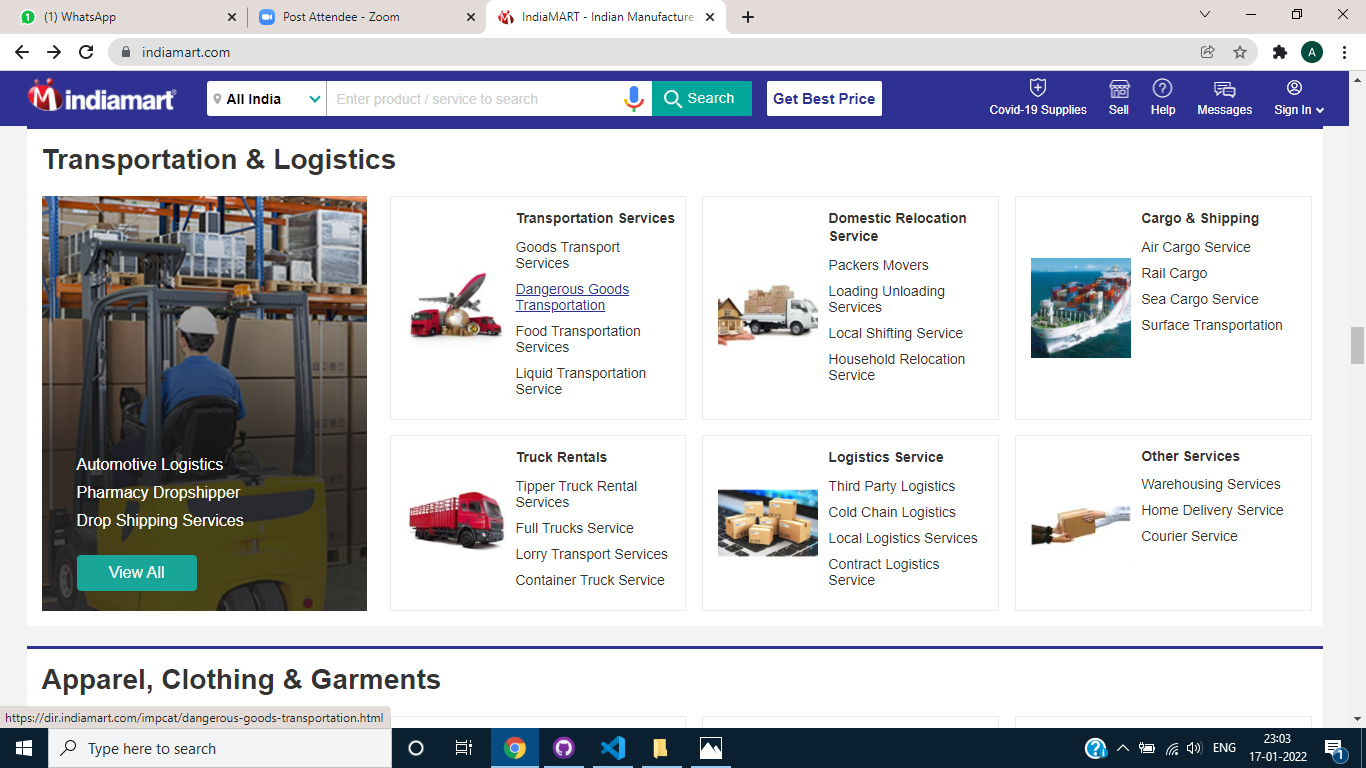 (1) WhatsApp
Post Attendee - Zoom
IndiaMART - Indian Manufacturer
indiamart.com
A
indiamart
All India
Enter product / service to search
Search
Get Best Price
Covid-19 Supplies
Sell
Help
Messages
Sign In
Transportation & Logistics
Automotive Logistics
Pharmacy Dropshipper
Drop Shipping Services
View All
Transportation Services
Goods Transport
Services
Dangerous Goods
Transportation
Food Transportation
Services
Liquid Transportation
Service
Domestic Relocation
Service
Packers Movers
Loading Unloading
Services
Local Shifting Service
Household Relocation
Service
Cargo & Shipping
Air Cargo Service
Rail Cargo
Sea Cargo Service
Surface Transportation
Truck Rentals
Tipper Truck Rental
Services
Full Trucks Service
Lorry Transport Services
Container Truck Service
Logistics Service
Third Party Logistics
Cold Chain Logistics
Local Logistics Services
Contract Logistics
Service
Other Services
Warehousing Services
Home Delivery Service
Courier Service
Apparel, Clothing & Garments
https://dir.indiamart.com/impcat/dangerous-goods-transportation.html
Type here to search
ENG
23:03
17-01-2022
1